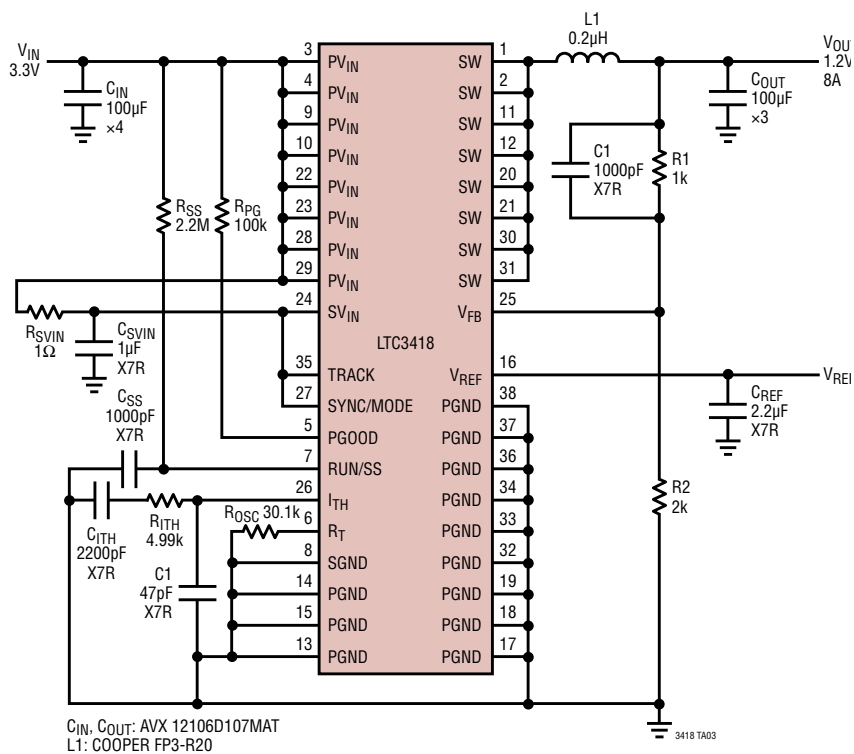 VIN
3.3V
CIN
100µF
×4
RSS
2.2M
RPG
100k
RSVIN
1Ω
CSVIN
1µF
X7R
CSS
1000pF
X7R
CITH
2200pF
X7R
RITH
4.99k
C1
47pF
X7R
ROSC 30.1k
3 PVIN
4 PVIN
9 PVIN
10 PVIN
22 PVIN
23 PVIN
28 PVIN
29 PVIN
24 SVIN
35 TRACK
27 SYNC/MODE
5 PGOOD
7 RUN/SS
26 ITH
6 RT
8 SGND
14 PGND
15 PGND
13 PGND
LTC3418
SW 1
SW 2
SW 11
SW 12
SW 20
SW 21
SW 30
SW 31
VFB 25
VREF 16
PGND 38
PGND 37
PGND 36
PGND 34
PGND 33
PGND 32
PGND 19
PGND 18
PGND 17
L1
0.2µH
C1
1000pF
X7R
R1
1k
COUT
100µF
×3
VOUT
1.2V
8A
VREF
CREF
2.2µF
X7R
R2
2k
CIN, COUT: AVX 12106D107MAT
L1: COOPER FP3-R20
3418 TA03